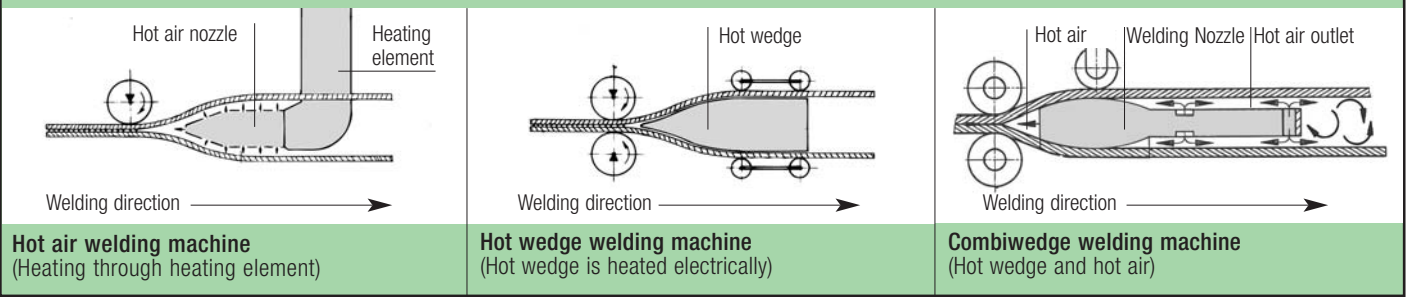 Hot air nozzle
Heating
element
Welding direction
Hot air welding machine
(Heating through heating element)
Hot wedge
Welding direction
Hot wedge welding machine
(Hot wedge is heated electrically)
Hot air
Welding Nozzle
Hot air outlet
Welding direction
Combiwedge welding machine
(Hot wedge and hot air)